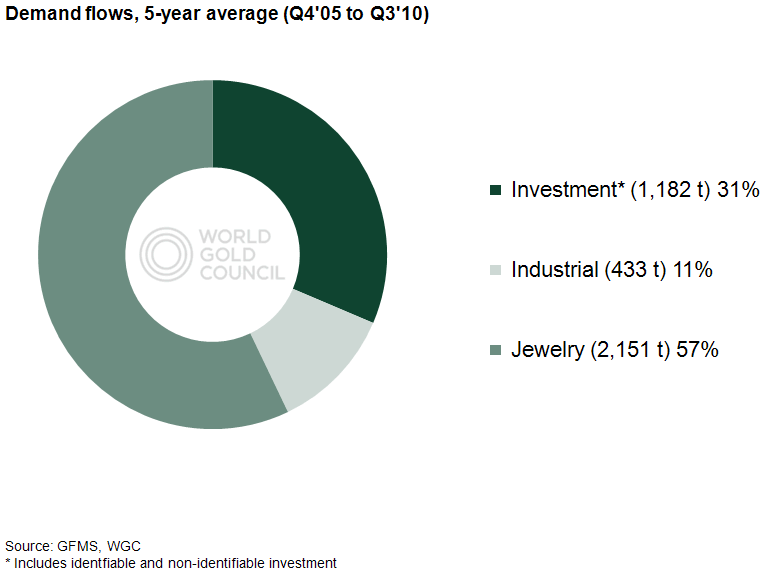 Demand flows, 5-year average (Q4'05 to Q3'10)
WORLD
GOLD
COUNCIL
Investment* (1,182 t) 31%
Industrial (433 t) 11%
Jewelry (2,151 t) 57%
Source: GFMS, WGC
* Includes identfiable and non-identifiable investment